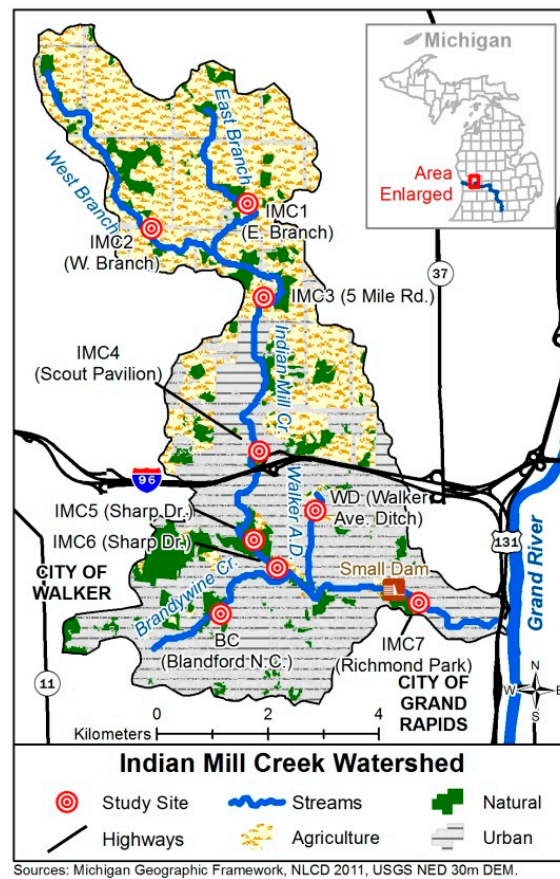 Michigan
Area
Enlarged
East Branch
West Branch
IMC1
(E. Branch)
IMC2
(W. Branch)
37
IMC3 (5 Mile Rd.)
IMC4
(Scout Pavilion)
Indian Mill Cr.
96
Walker A.D.
WD (Walker
Ave. Ditch)
IMC5 (Sharp Dr.)
IMC6 (Sharp Dr.)
131
Grand River
Small Dam
CITY OF
WALKER
Brandywine Cr.
BC
(Blandford N.C.)
IMC7
(Richmond Park)
11
CITY OF
GRAND
RAPIDS
N
W E
S
0 2 4
Kilometers
Indian Mill Creek Watershed
Study Site Streams Natural
Highways Agriculture Urban
Sources: Michigan Geographic Framework, NLCD 2011, USGS NED 30m DEM.